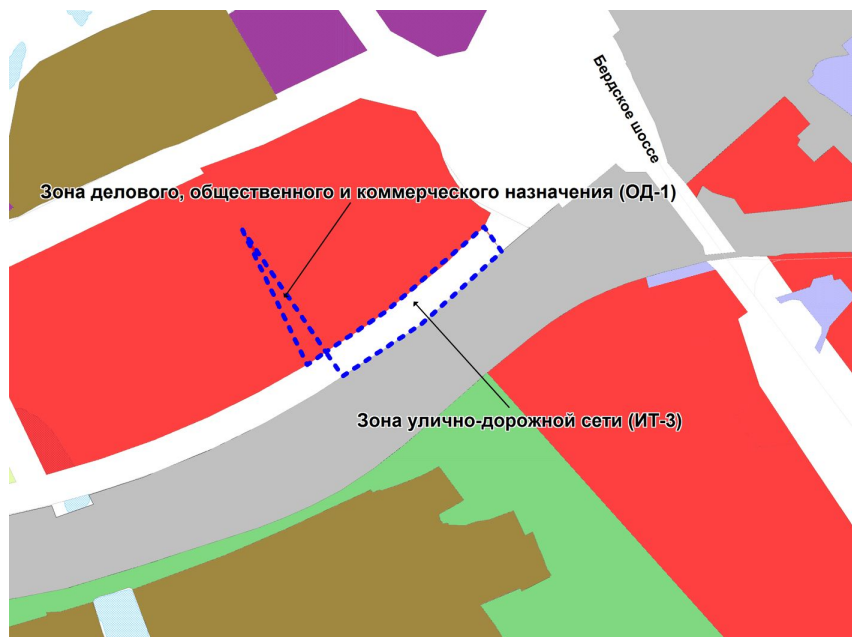 Бердское шоссе
Зона делового, общественного и коммерческого назначения (ОД-1)
Зона улично-дорожной сети (ИТ-3)